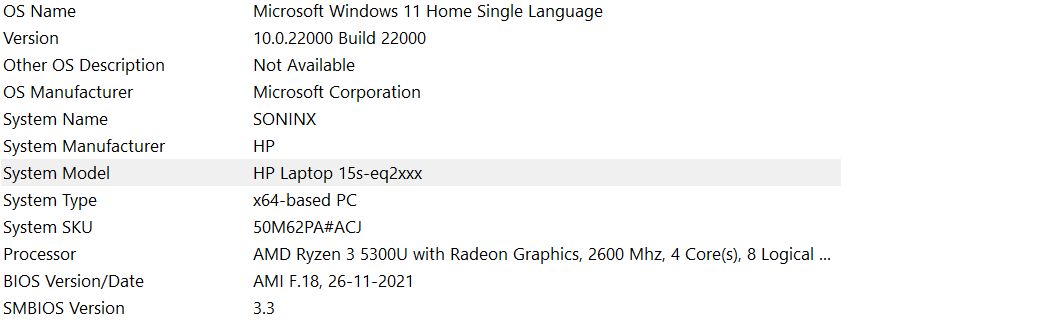 OS Name Microsoft Windows 11 Home Single Language
Version 10.0.22000 Build 22000
Other OS Description Not Available
OS Manufacturer Microsoft Corporation
System Name SONINX
System Manufacturer HP
System Model HP Laptop 15s-eq2xxx
System Type x64-based PC
System SKU 50M62PA#ACJ
Processor AMD Ryzen 3 5300U with Radeon Graphics, 2600 Mhz, 4 Core(s), 8 Logical ...
BIOS Version/Date AMI F.18, 26-11-2021
SMBIOS Version 3.3